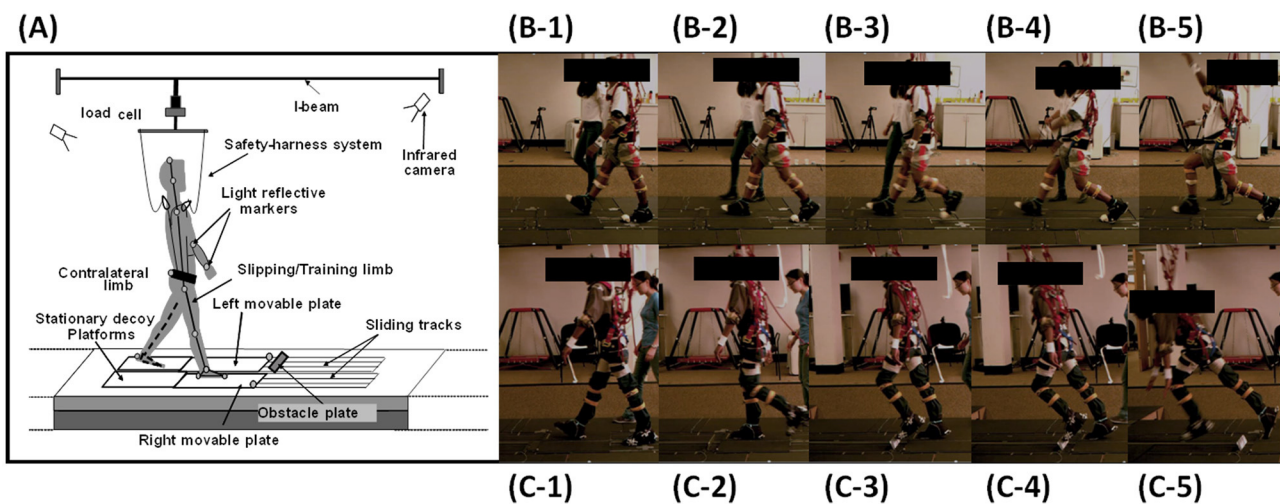 (A)
(B-1)
(B-2)
(B-3)
(B-4)
(B-5)
I-beam
load cell
Safety-harness system
Infrared
camera
Light reflective
markers
Contralateral
limb
Slipping/Training limb
Left movable plate
Stationary decoy
Platforms
Sliding tracks
Obstacle plate
Right movable plate
(C-1)
(C-2)
(C-3)
(C-4)
(C-5)